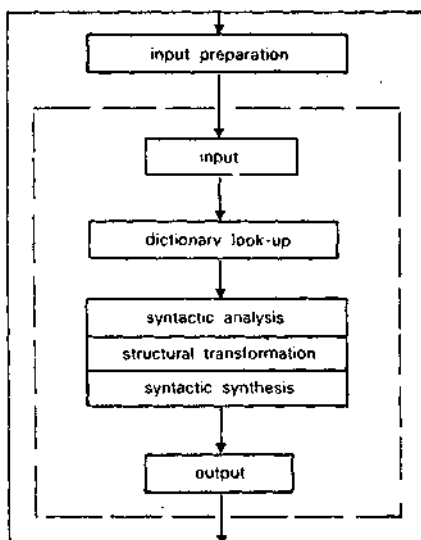 input preparation
input
dictionary look-up
syntactic analysis
structural transformation
syntactic synthesis
output